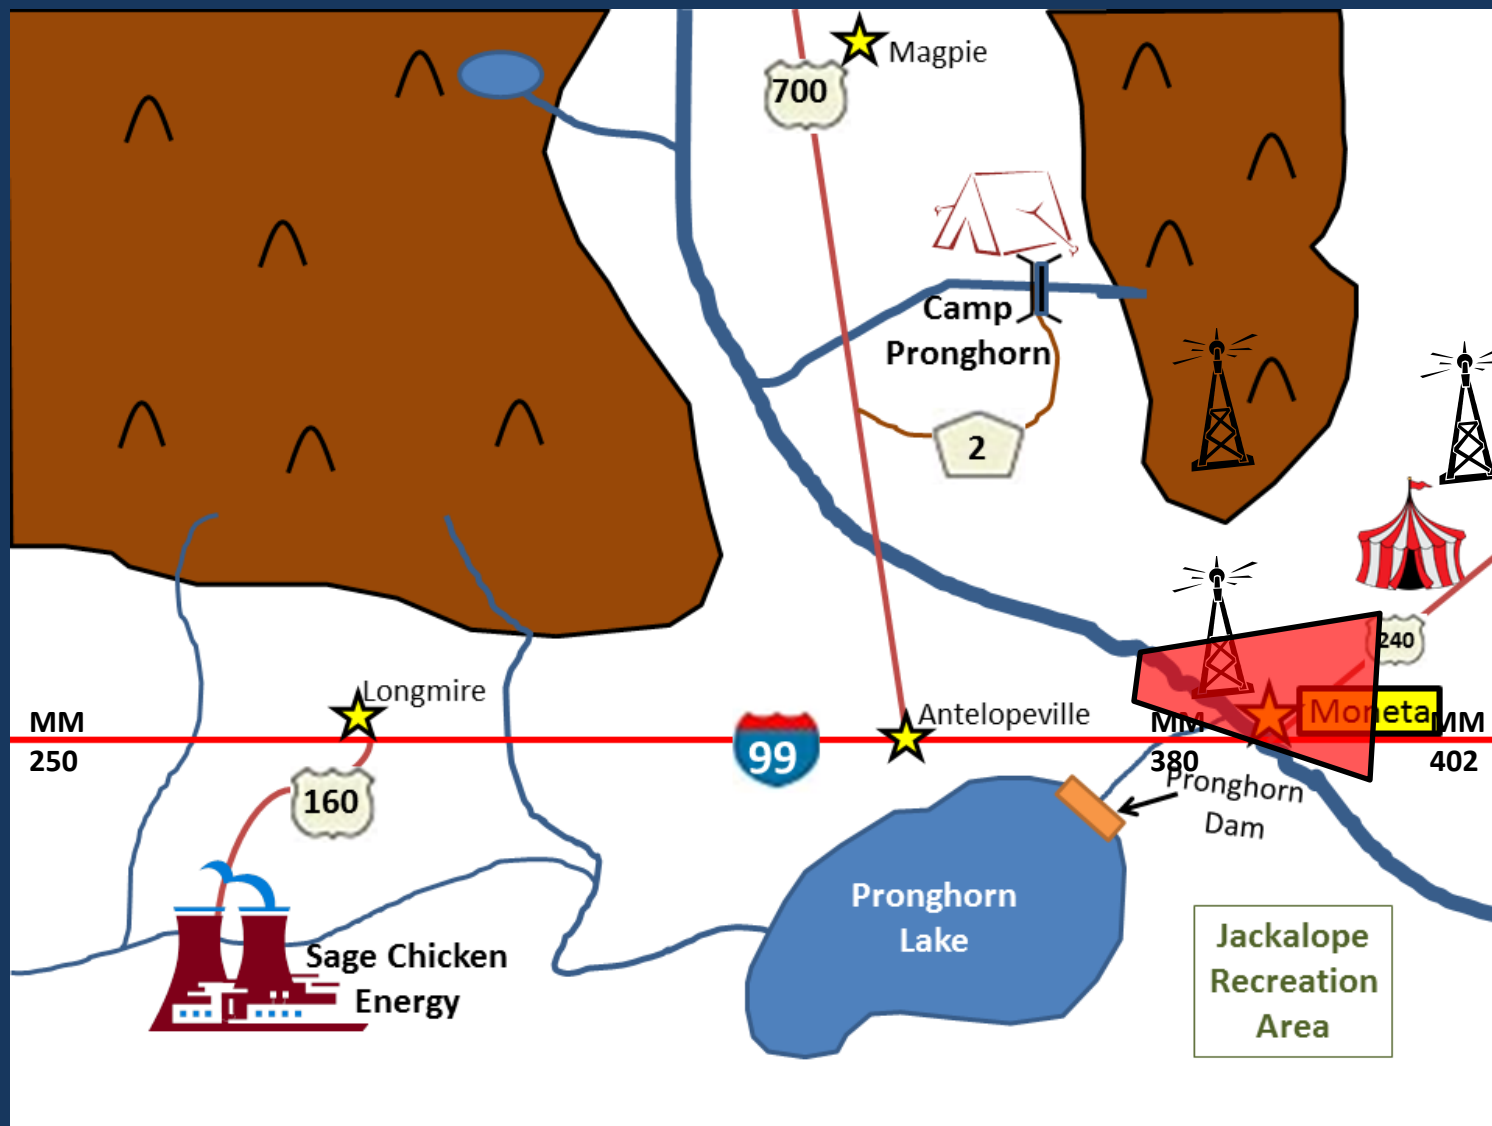 Magpie
700
Camp
Pronghorn
2
240
Longmire
Antelopeville
Moneta
MM
250
99
MM
380
MM
402
160
Pronghorn
Dam
Pronghorn
Lake
Jackalope
Recreation
Area
Sage Chicken
Energy